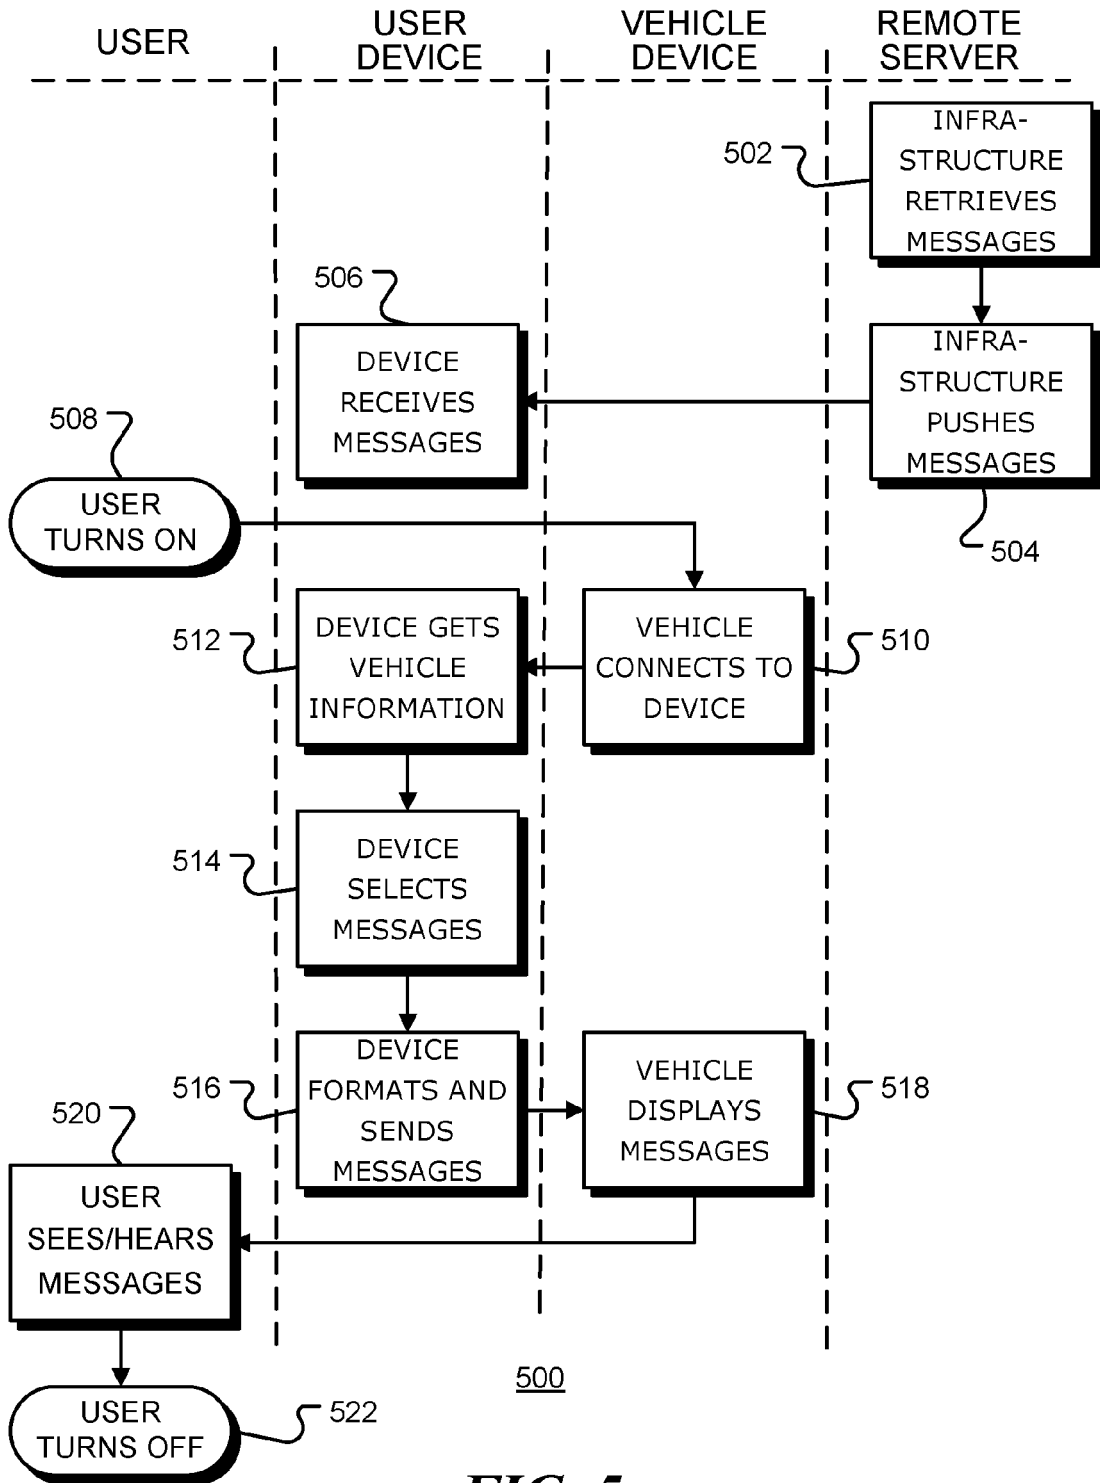 USER
USER
DEVICE
VEHICLE
DEVICE
REMOTE
SERVER
502
INFRA-
STRUCTURE
RETRIEVES
MESSAGES
506
DEVICE
RECEIVES
MESSAGES
INFRA-
STRUCTURE
PUSHES
MESSAGES
504
508
USER
TURNS ON
512
DEVICE GETS
VEHICLE
INFORMATION
VEHICLE
CONNECTS TO
DEVICE
510
514
DEVICE
SELECTS
MESSAGES
516
DEVICE
FORMATS AND
SENDS
MESSAGES
VEHICLE
DISPLAYS
MESSAGES
518
520
USER
SEES/HEARS
MESSAGES
500
USER
TURNS OFF
522
FIG. 5